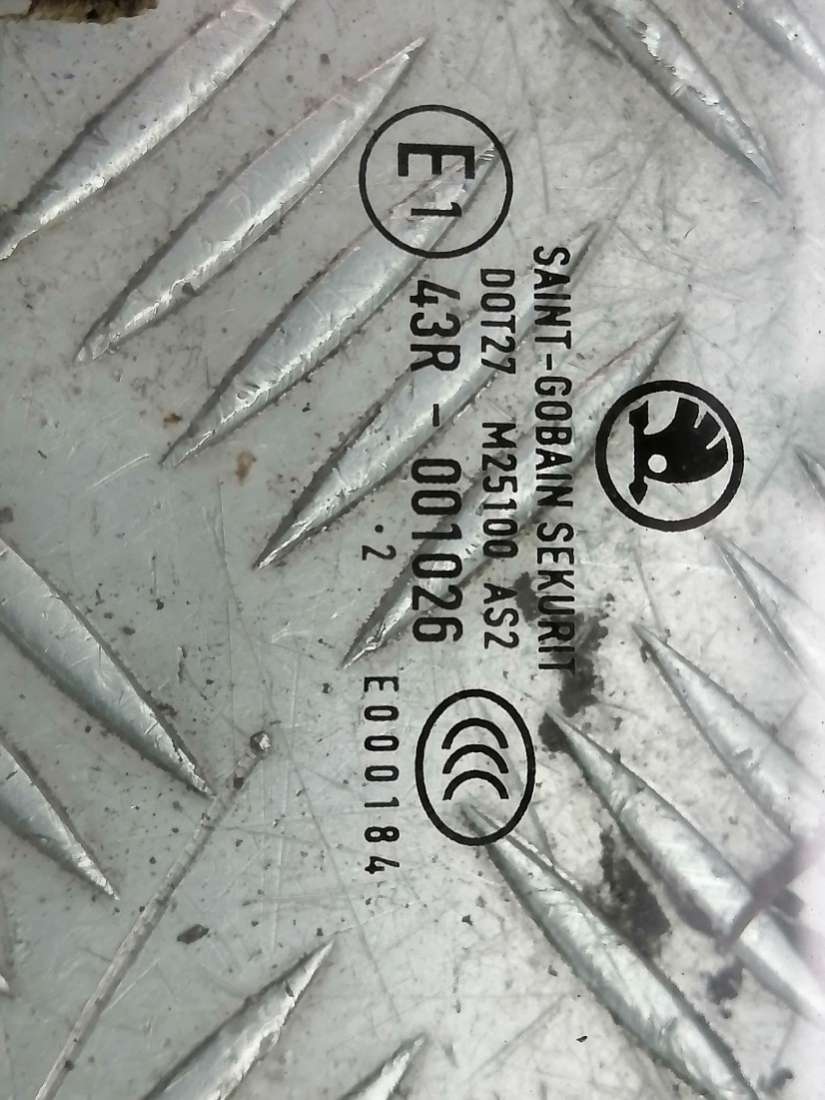 SAINT-GOBAIN SEKURIT
DOT27 M25100 AS2
E1 43R - 001026
.2 E000184